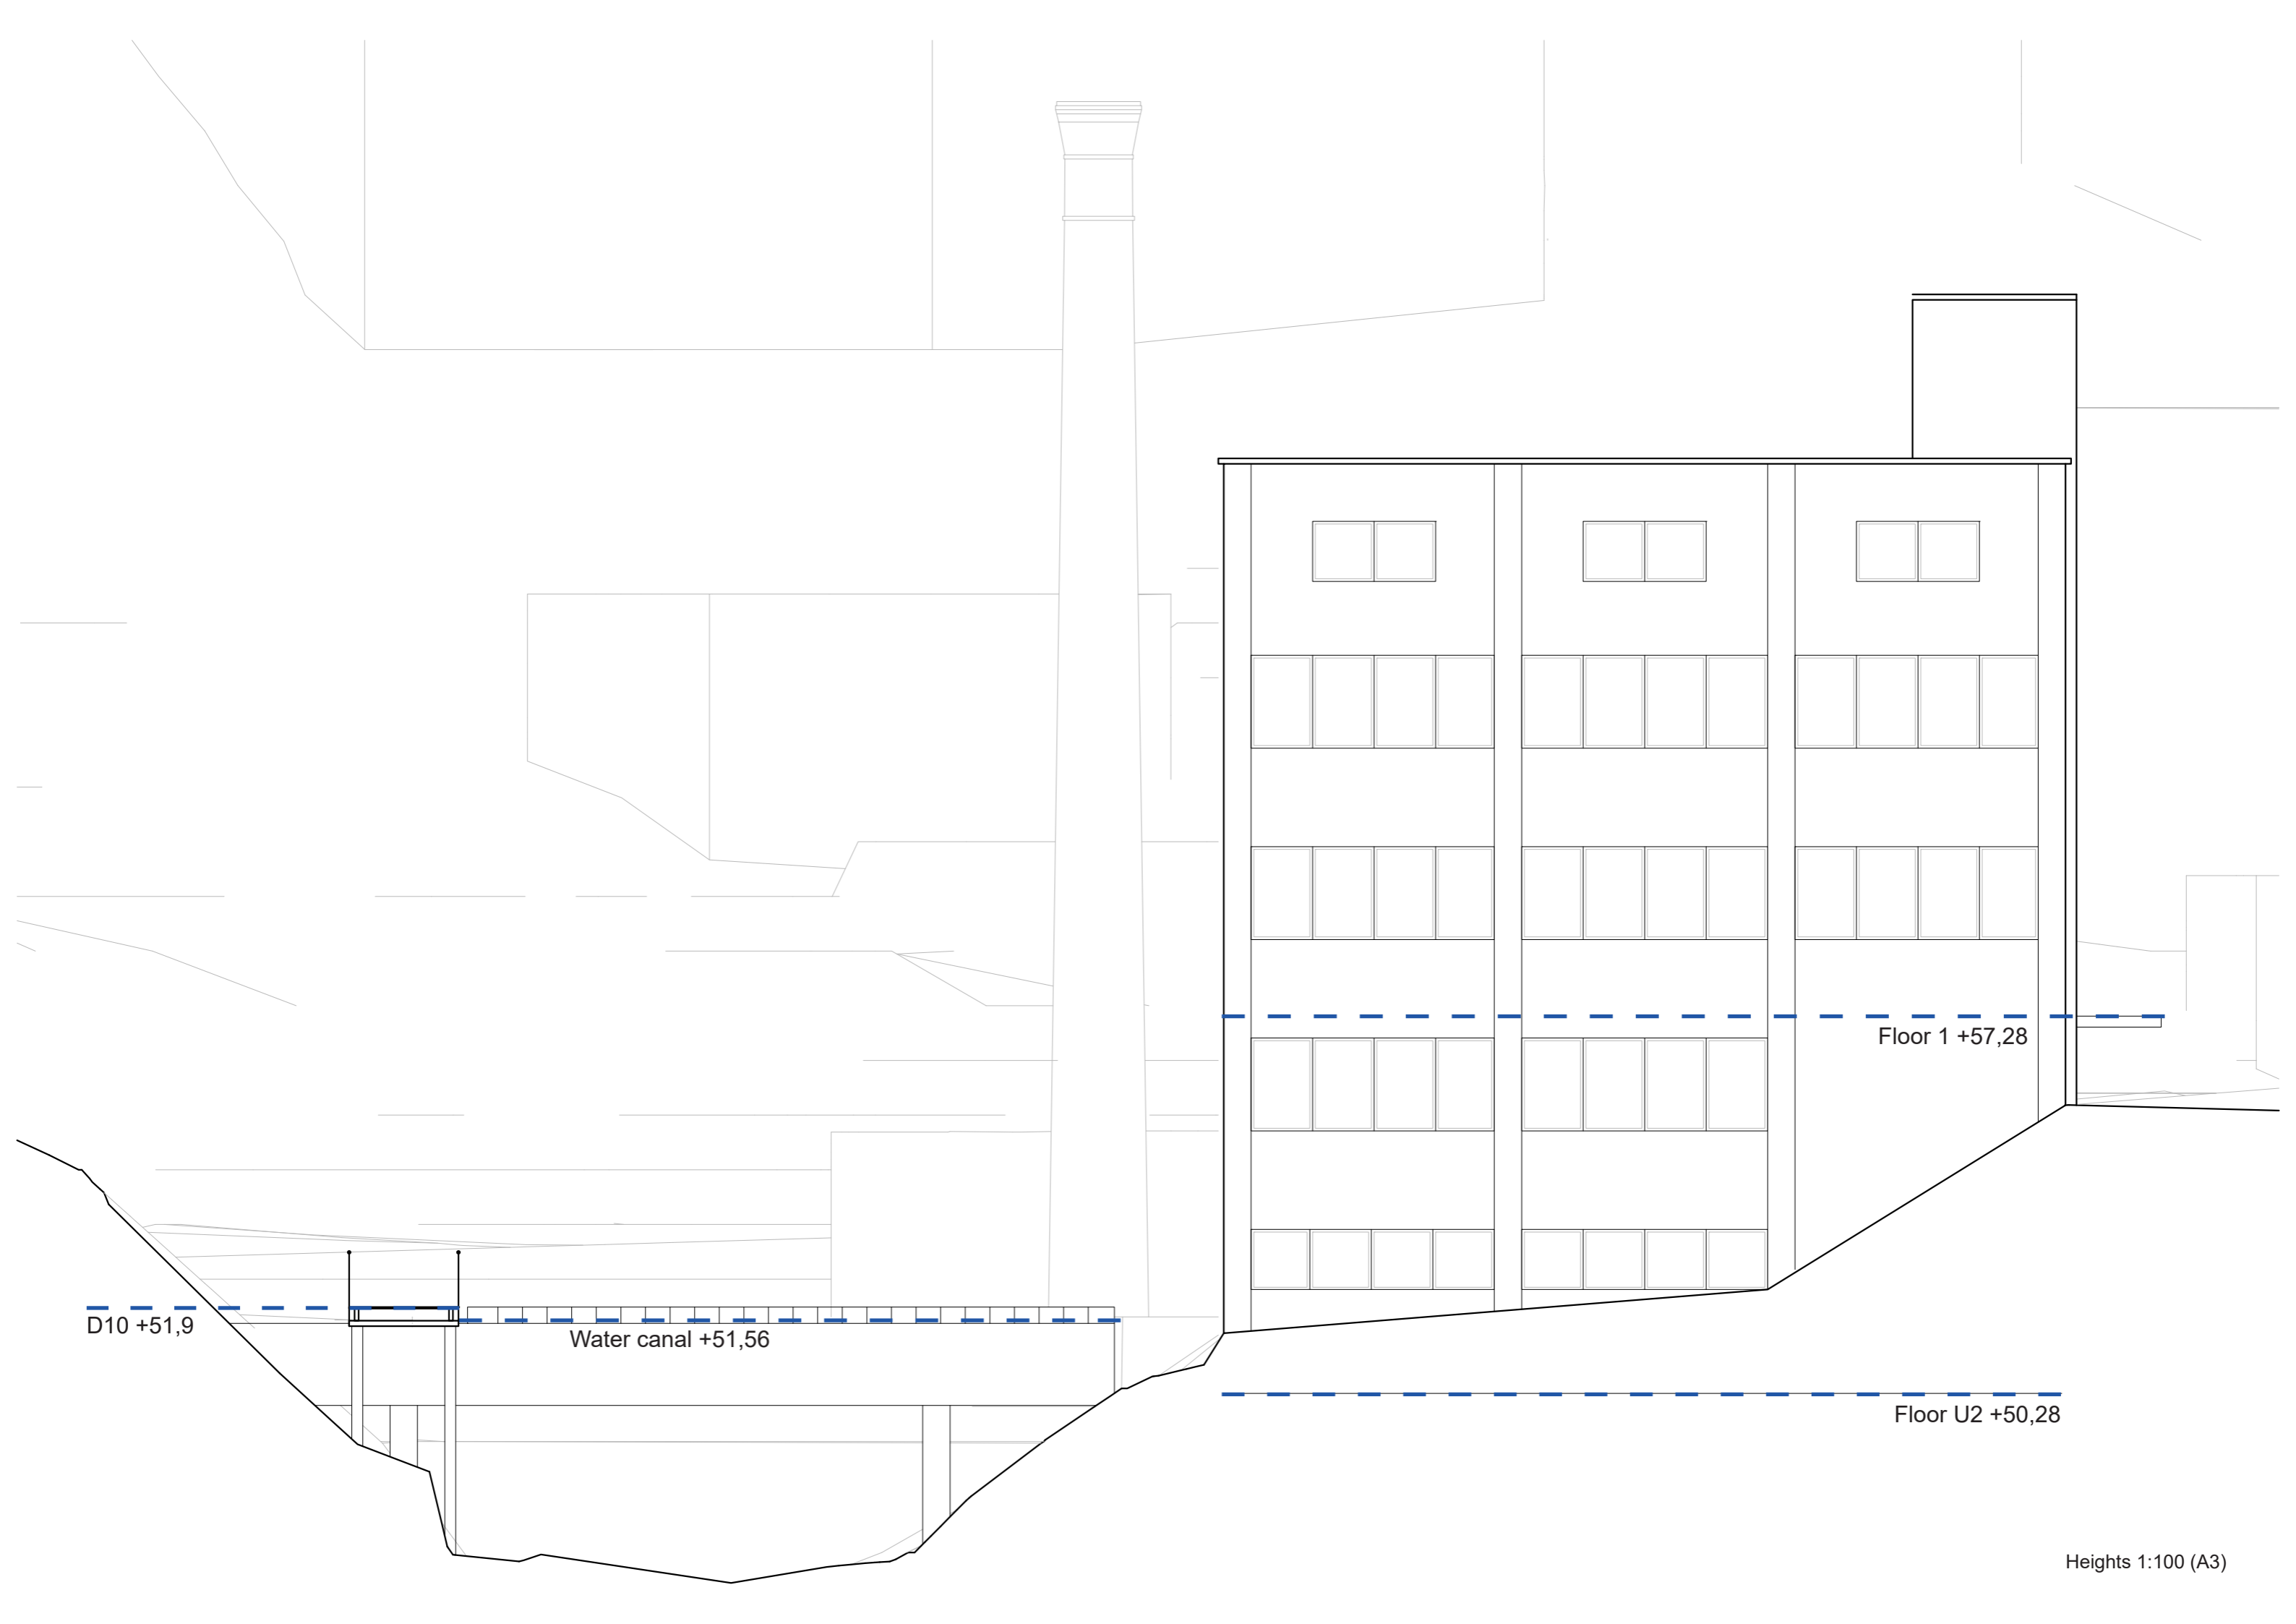 Floor 1 +57,28
D10 +51,9
Water canal +51,56
Floor U2 +50,28
Heights 1:100 (A3)